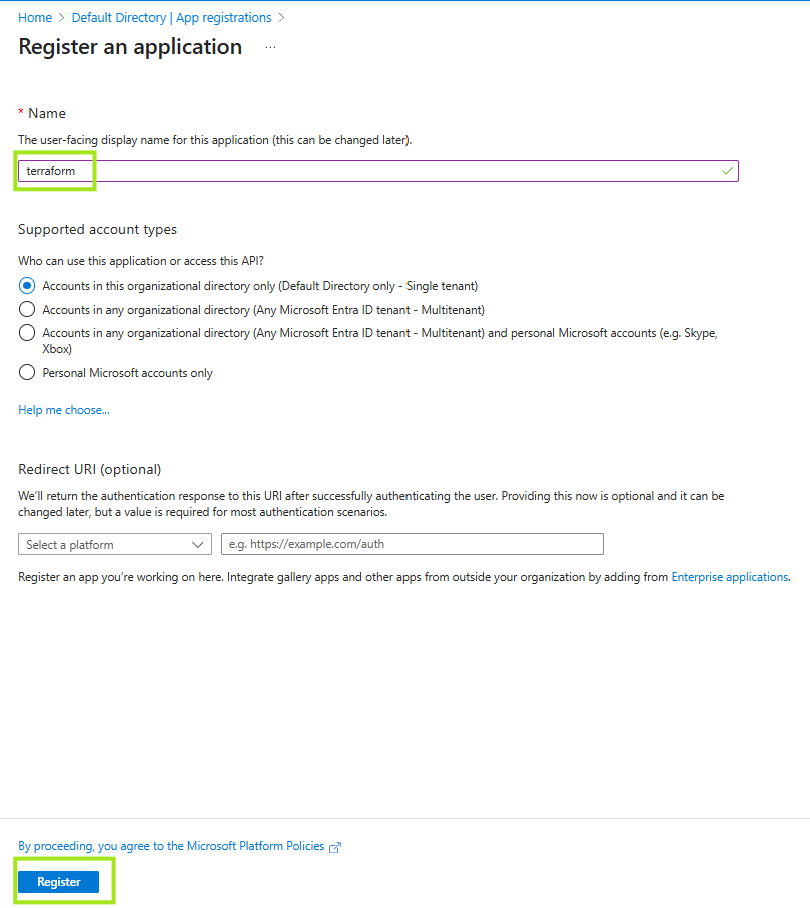 Home > Default Directory | App registrations >
Register an application ...
* Name
The user-facing display name for this application (this can be changed later).
terraform
Supported account types
Who can use this application or access this API?
Accounts in this organizational directory only (Default Directory only - Single tenant)
Accounts in any organizational directory (Any Microsoft Entra ID tenant - Multitenant)
Accounts in any organizational directory (Any Microsoft Entra ID tenant - Multitenant) and personal Microsoft accounts (e.g. Skype,
Xbox)
Personal Microsoft accounts only
Help me choose...
Redirect URI (optional)
We'll return the authentication response to this URI after successfully authenticating the user. Providing this now is optional and it can be
changed later, but a value is required for most authentication scenarios.
Select a platform e.g. https://example.com/auth
Register an app you're working on here. Integrate gallery apps and other apps from outside your organization by adding from Enterprise applications.
By proceeding, you agree to the Microsoft Platform Policies
Register